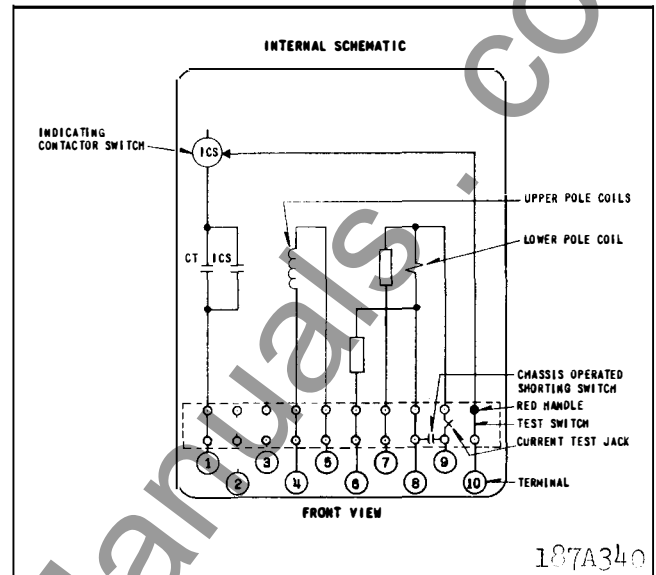 INTERNAL SCHEMATIC
INDICATING
CONTACTOR SWITCH
ICS
UPPER POLE COILS
LOWER POLE COIL
CT ICS
CHASSIS OPERATED
SHORTING SWITCH
RED HANDLE
TEST SWITCH
CURRENT TEST JACK
1 3 5 7 9
2 4 6 8 10
TERMINAL
FRONT VIEW
187A340
anuals.co